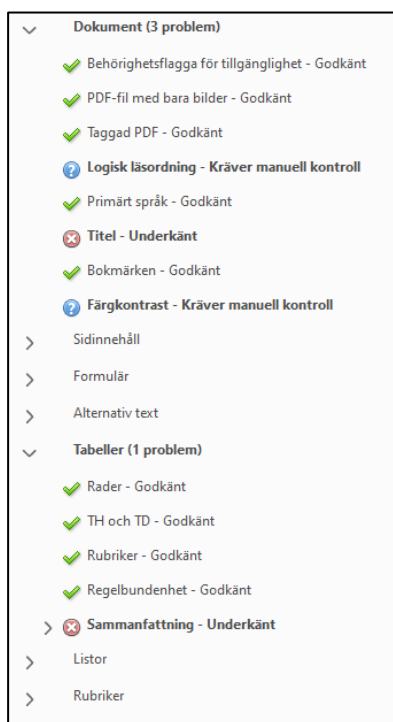 Dokument (3 problem)
Behörighetsflagga för tillgänglighet - Godkänt
PDF-fil med bara bilder - Godkänt
Taggad PDF - Godkänt
Logisk läsordning - Kräver manuell kontroll
Primärt språk - Godkänt
Titel - Underkänt
Bokmärken - Godkänt
Färgkontrast - Kräver manuell kontroll
Sidinnehåll
Formulär
Alternativ text
Tabeller (1 problem)
Rader - Godkänt
TH och TD - Godkänt
Rubriker - Godkänt
Regelbundenhet - Godkänt
Sammanfattning - Underkänt
Listor
Rubriker